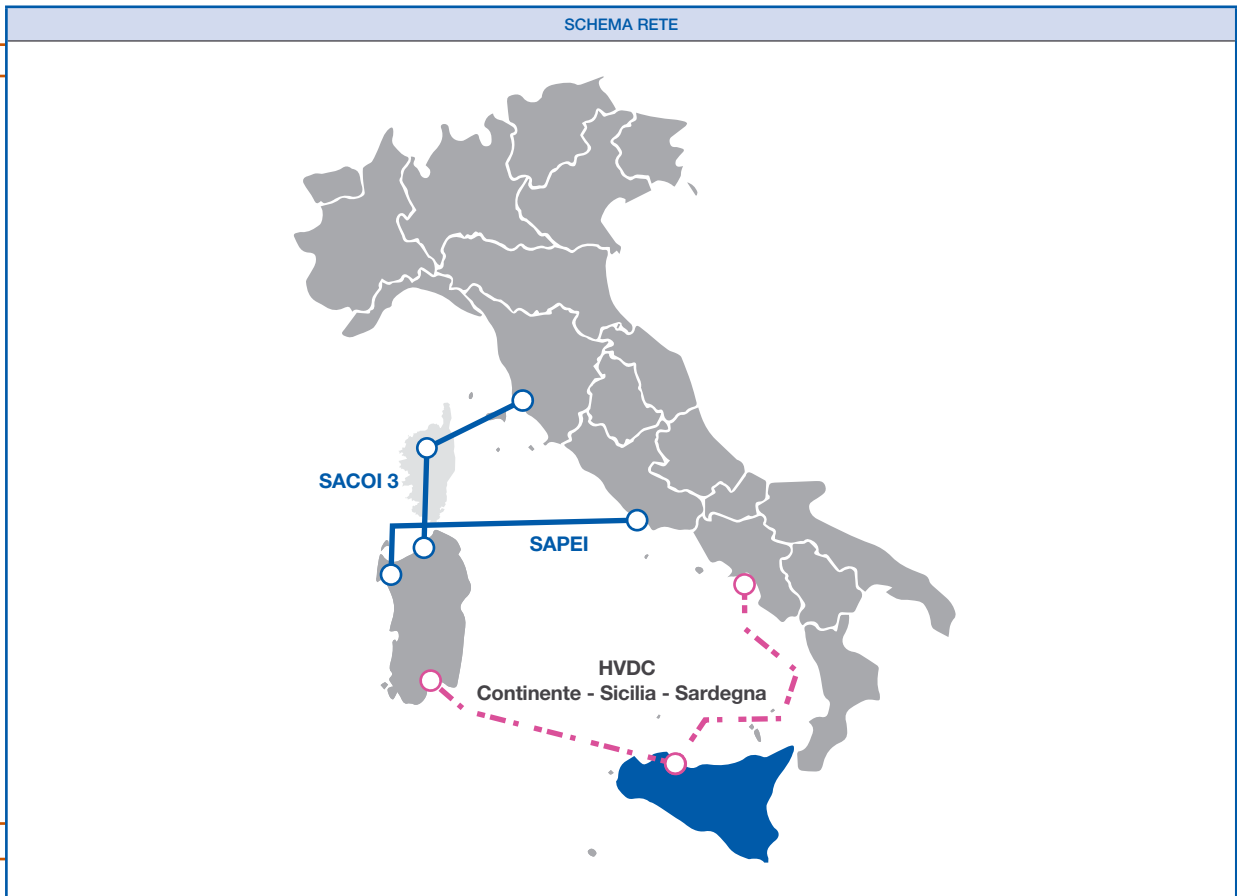 SCHEMA RETE
SACOI 3
SAPEI
HVDC
Continente - Sicilia - Sardegna